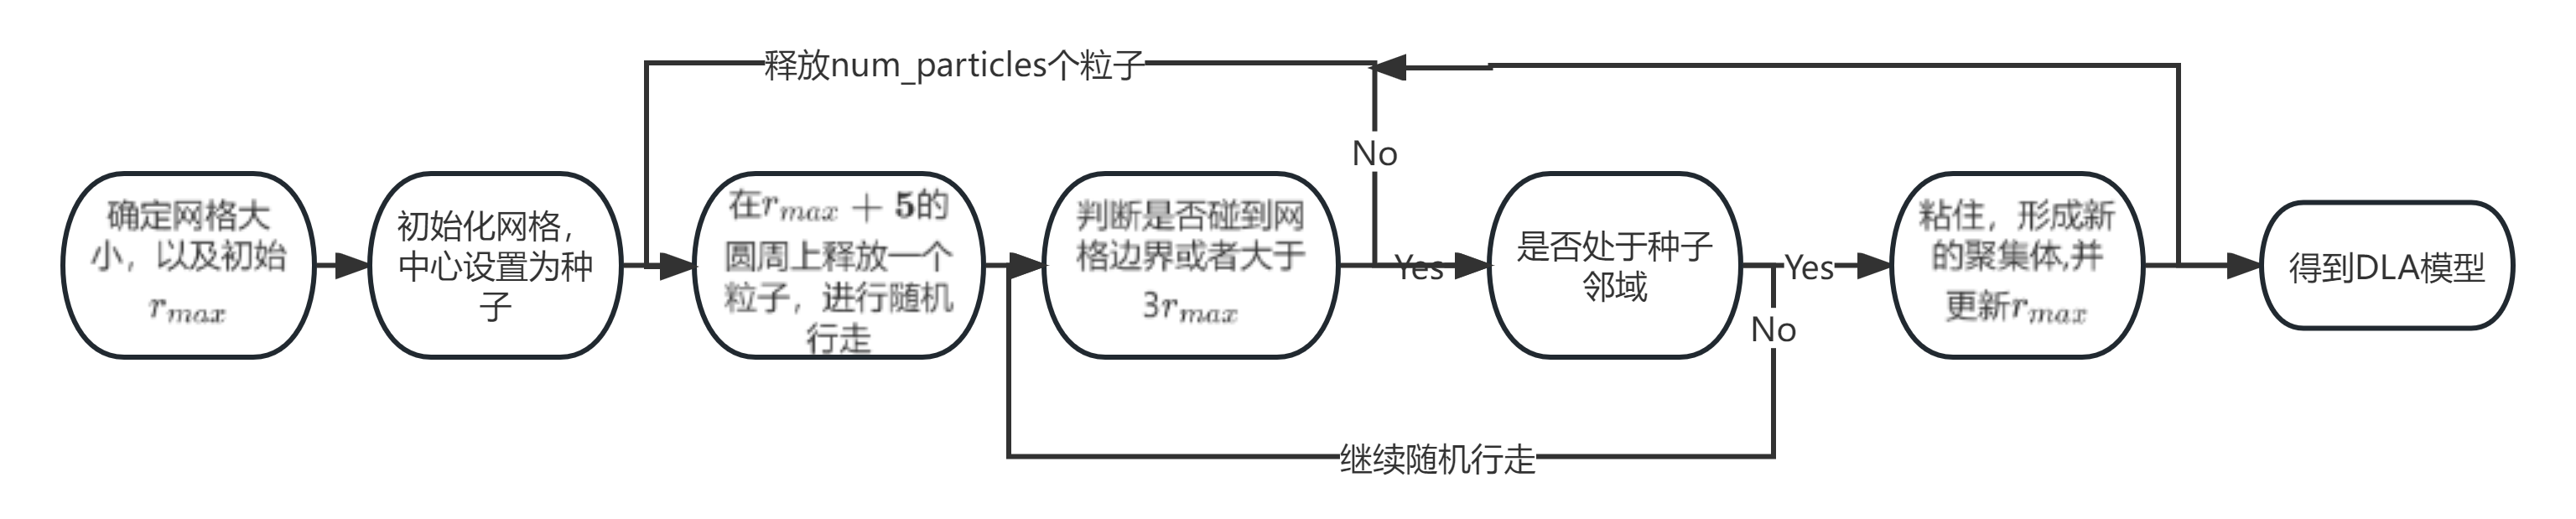 释放num_particles个粒子
No
确定网格大
小，以及初始
r_{max}
初始化网格，
中心设置为种
子
在r_{max} + 5的
圆周上释放一个
粒子，进行随机
行走
判断是否碰到网
格边界或者大于
3r_{max}
Yes
是否处于种子
邻域
Yes
No
粘住，形成新
的聚集体,并
更新r_{max}
得到DLA模型
继续随机行走